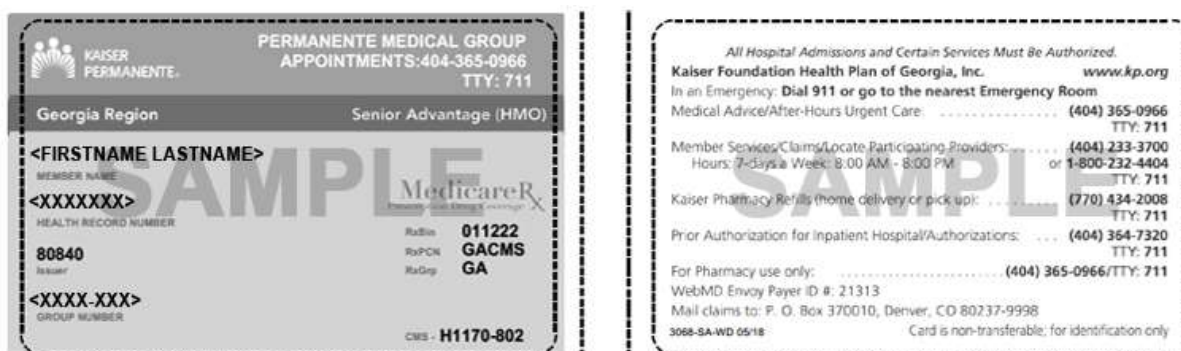 KAISER
PERMANENTE®
PERMANENTE MEDICAL GROUP
APPOINTMENTS:404-365-0966
TTY: 711
Georgia Region
Senior Advantage (HMO)
<FIRSTNAME LASTNAME>
MEMBER NAME
SAMPLE
MedicareRx
Prescription Drug Coverage
<XXXXXXX>
HEALTH RECORD NUMBER
RxBin 011222
80840
RxPCN GACMS
Issuer
RxGrp GA
<XXXX-XXX>
GROUP NUMBER
CMS - H1170-802
All Hospital Admissions and Certain Services Must Be Authorized.
Kaiser Foundation Health Plan of Georgia, Inc. www.kp.org
In an Emergency: Dial 911 or go to the nearest Emergency Room
Medical Advice/After-Hours Urgent Care: .............. (404) 365-0966
TTY: 711
Member Services/Claims/Locate Participating Providers: ..... (404) 233-3700
Hours: 7-days a Week: 8:00 AM - 8:00 PM or 1-800-232-4404
TTY: 711
SAMPLE
Kaiser Pharmacy Refills (home delivery or pick up): ........ (770) 434-2008
TTY: 711
Prior Authorization for Inpatient Hospital/Authorizations: ... (404) 364-7320
TTY: 711
For Pharmacy use only: .................... (404) 365-0966/TTY: 711
WebMD Envoy Payer ID #: 21313
Mail claims to: P. O. Box 370010, Denver, CO 80237-9998
3068-SA-WD 05/18 Card is non-transferable; for identification only